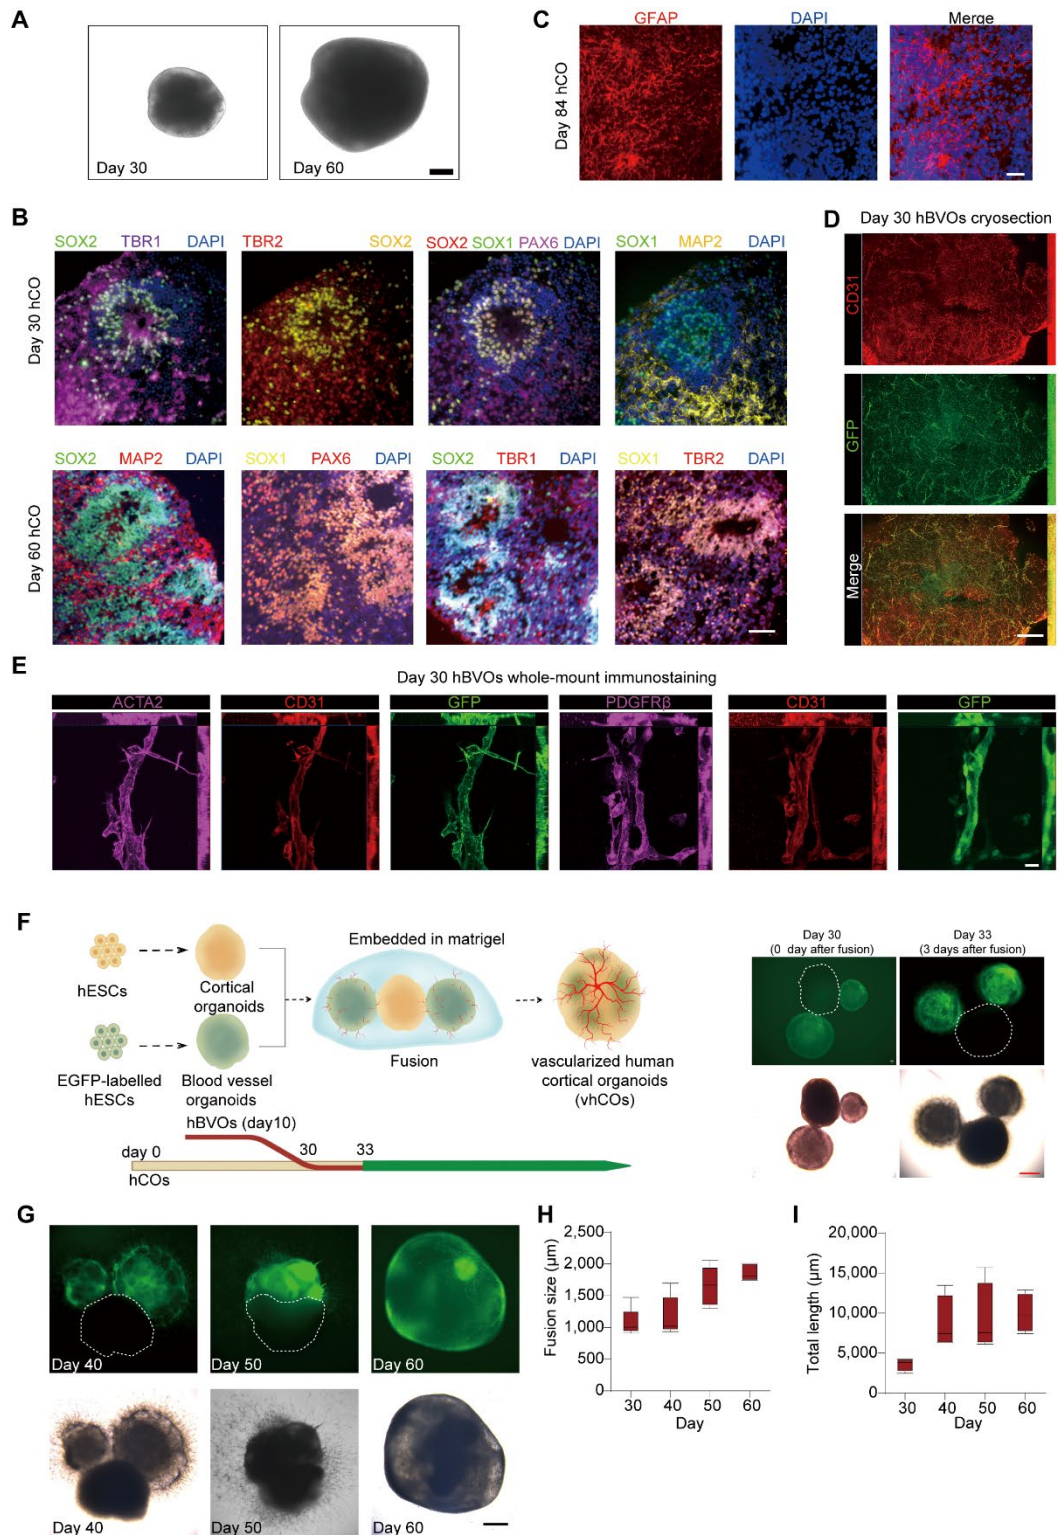 A
Day 30
Day 60
B
SOX2 TBR1 DAPI
TBR2 SOX2
SOX2 SOX1 PAX6 DAPI
SOX1 MAP2 DAPI
Day 30 hCO
SOX2 MAP2 DAPI
SOX1 PAX6 DAPI
SOX2 TBR1 DAPI
SOX1 TBR2 DAPI
Day 60 hCO
C
GFAP
DAPI
Merge
Day 84 hCO
D
Day 30 hBVOs cryosection
CD31
GFP
Merge
E
Day 30 hBVOs whole-mount immunostaining
ACTA2
CD31
GFP
PDGFRβ
CD31
GFP
F
hESCs
Cortical
organoids
EGFP-labelled
hESCs
Blood vessel
organoids
Embedded in matrigel
Fusion
vascularized human
cortical organoids
(vhCOs)
hBVOs (day10)
day 0
30
33
hCOs
Day 30
(0 day after fusion)
Day 33
(3 days after fusion)
G
Day 40
Day 50
Day 60
Day 40
Day 50
Day 60
H
Fusion size (μm)
2,500
2,000
1,500
1,000
500
0
30 40 50 60
Day
I
Total length (μm)
20,000
15,000
10,000
5,000
0
30 40 50 60
Day